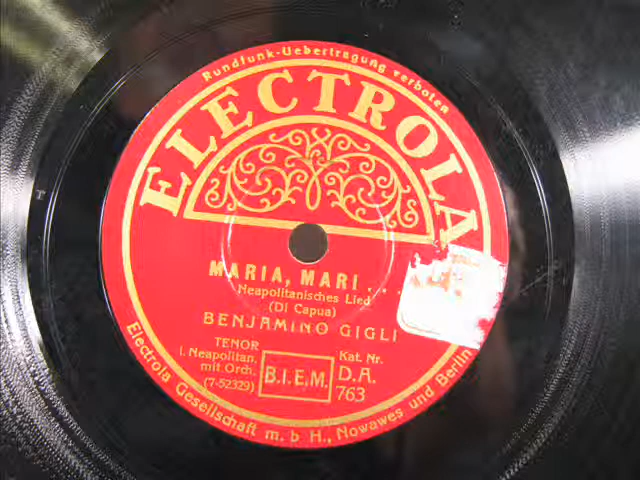 Rundfunk-Uebertragung verboten
ELECTROLA
MARIA, MARI . . .
Neapolitanisches Lied
(Di Capua)
BENJAMINO GIGLI
TENOR
i. Neapolitan.
mit Orch.
(7-52329)
B.I.E.M.
Kat. Nr.
D.A.
763
Electrola Gesellschaft m. b H., Nowawes und Berlin